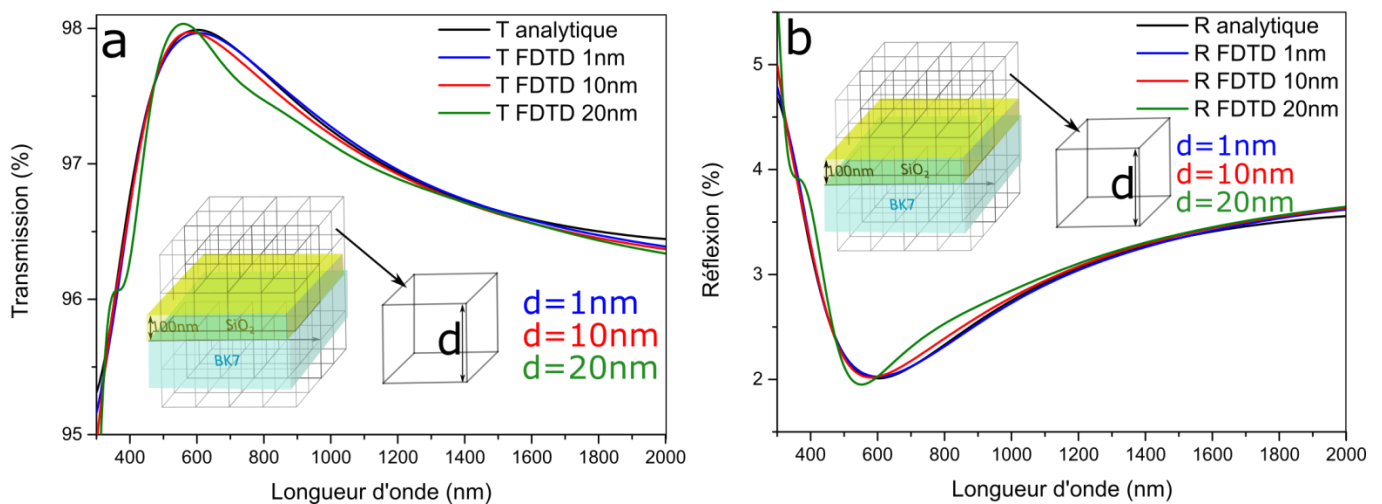 a
T analytique
T FDTD 1nm
T FDTD 10nm
T FDTD 20nm
98
97
96
95
Transmission (%)
100nm
SiO₂
BK7
d
d=1nm
d=10nm
d=20nm
400 600 800 1000 1200 1400 1600 1800 2000
Longueur d'onde (nm)
b
R analytique
R FDTD 1nm
R FDTD 10nm
R FDTD 20nm
5
4
3
2
Réflexion (%)
100nm
SiO₂
BK7
d
d=1nm
d=10nm
d=20nm
400 600 800 1000 1200 1400 1600 1800 2000
Longueur d'onde (nm)